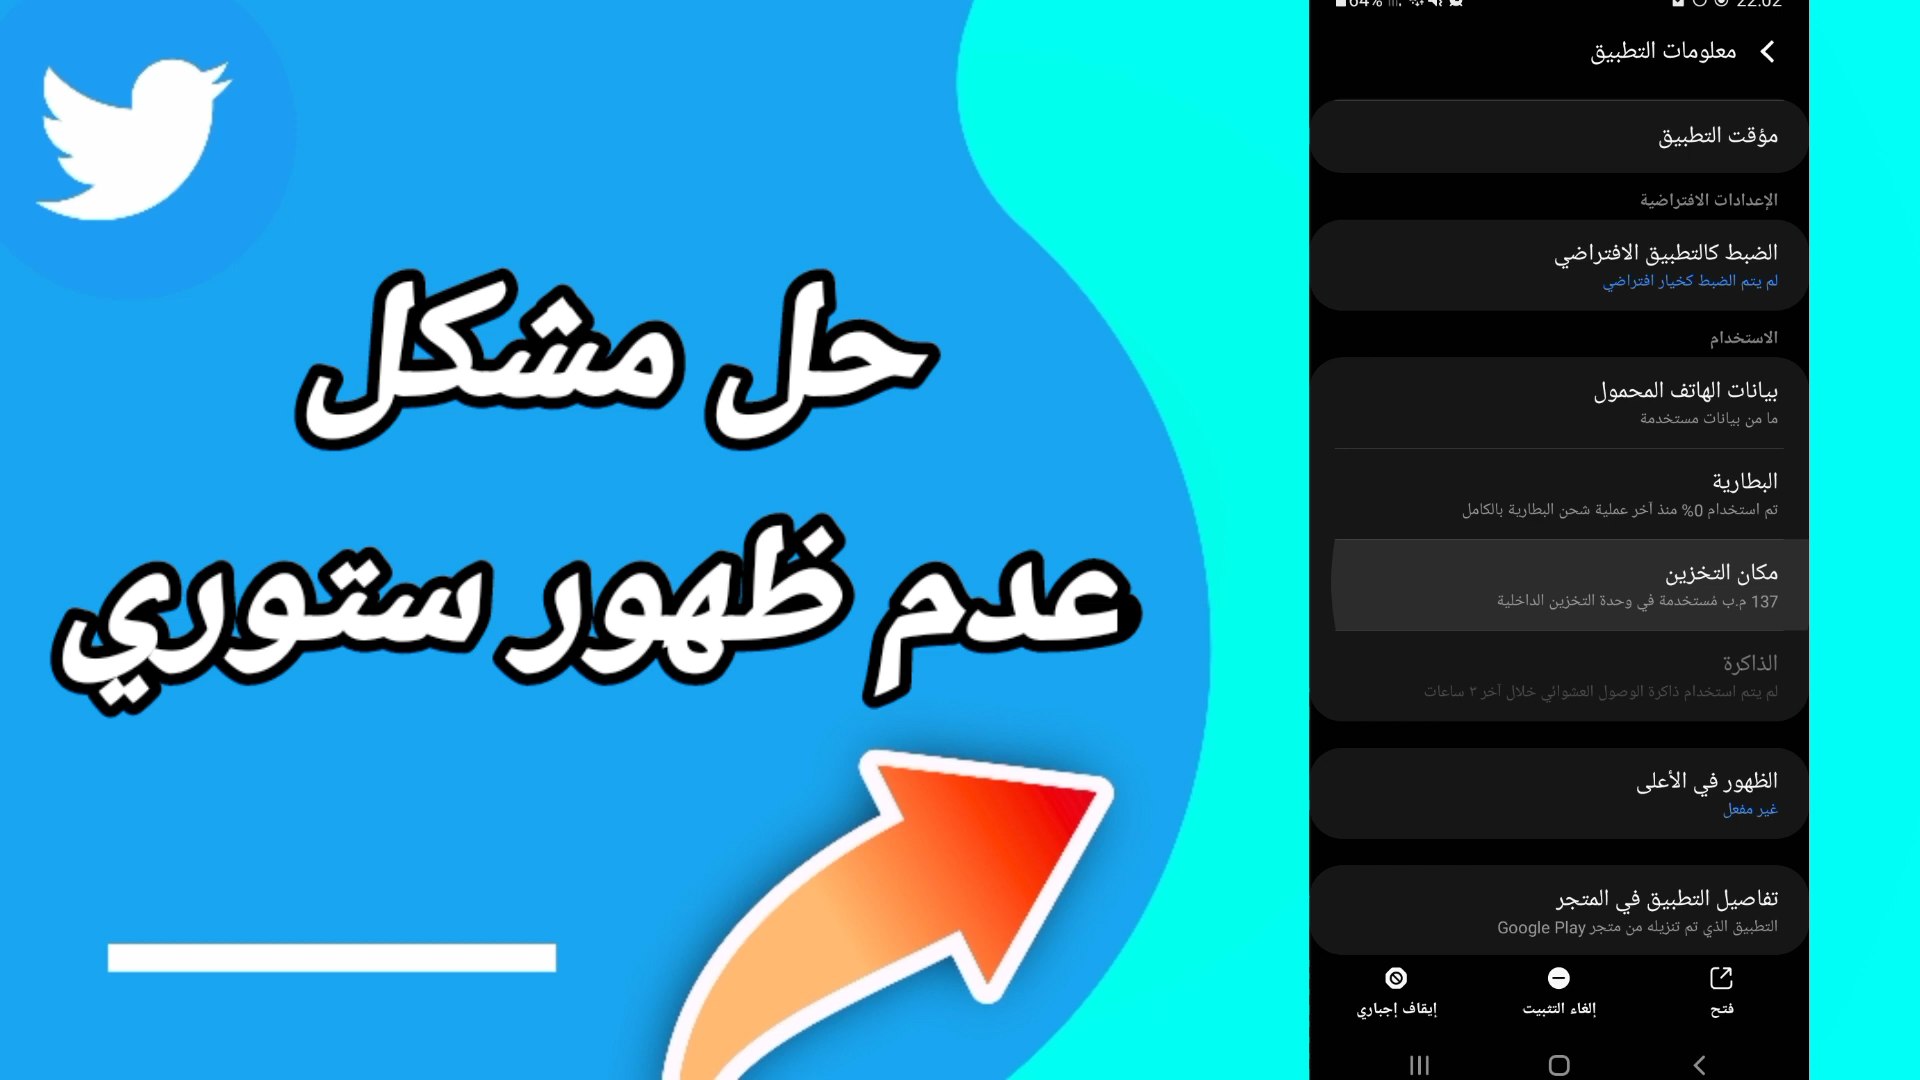 حل مشكل
عدم ظهور ستوري
64% 22:02
معلومات التطبيق
مؤقت التطبيق
الإعدادات الافتراضية
الضبط كالتطبيق الافتراضي
لم يتم الضبط كخيار افتراضي
الاستخدام
بيانات الهاتف المحمول
ما من بيانات مستخدمة
البطارية
تم استخدام 0% منذ آخر عملية شحن البطارية بالكامل
مكان التخزين
137 م.ب مُستخدمة في وحدة التخزين الداخلية
الذاكرة
لم يتم استخدام ذاكرة الوصول العشوائي خلال آخر ٣ ساعات
الظهور في الأعلى
غير مفعل
تفاصيل التطبيق في المتجر
التطبيق الذي تم تنزيله من متجر Google Play
فتح
إلغاء التثبيت
إيقاف إجباري